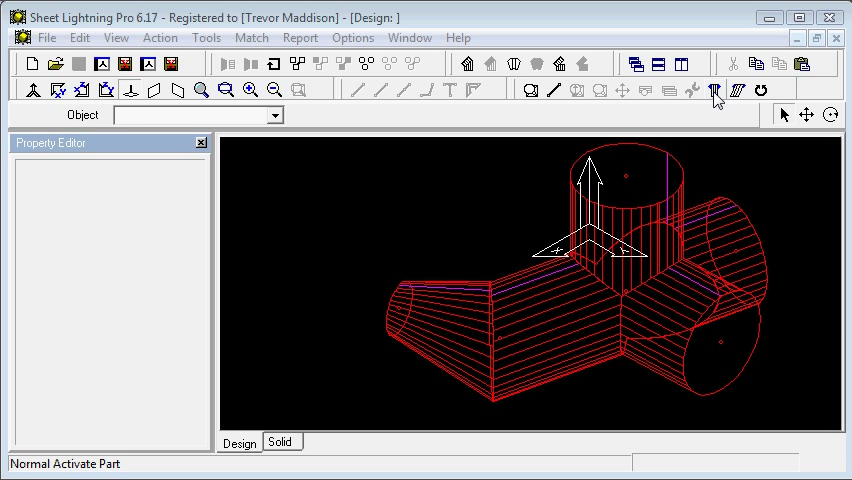 Sheet Lightning Pro 6.17 - Registered to [Trevor Maddison] - [Design: ]
File Edit View Action Tools Match Report Options Window Help
Object
Property Editor
X Y
Design Solid
Normal Activate Part